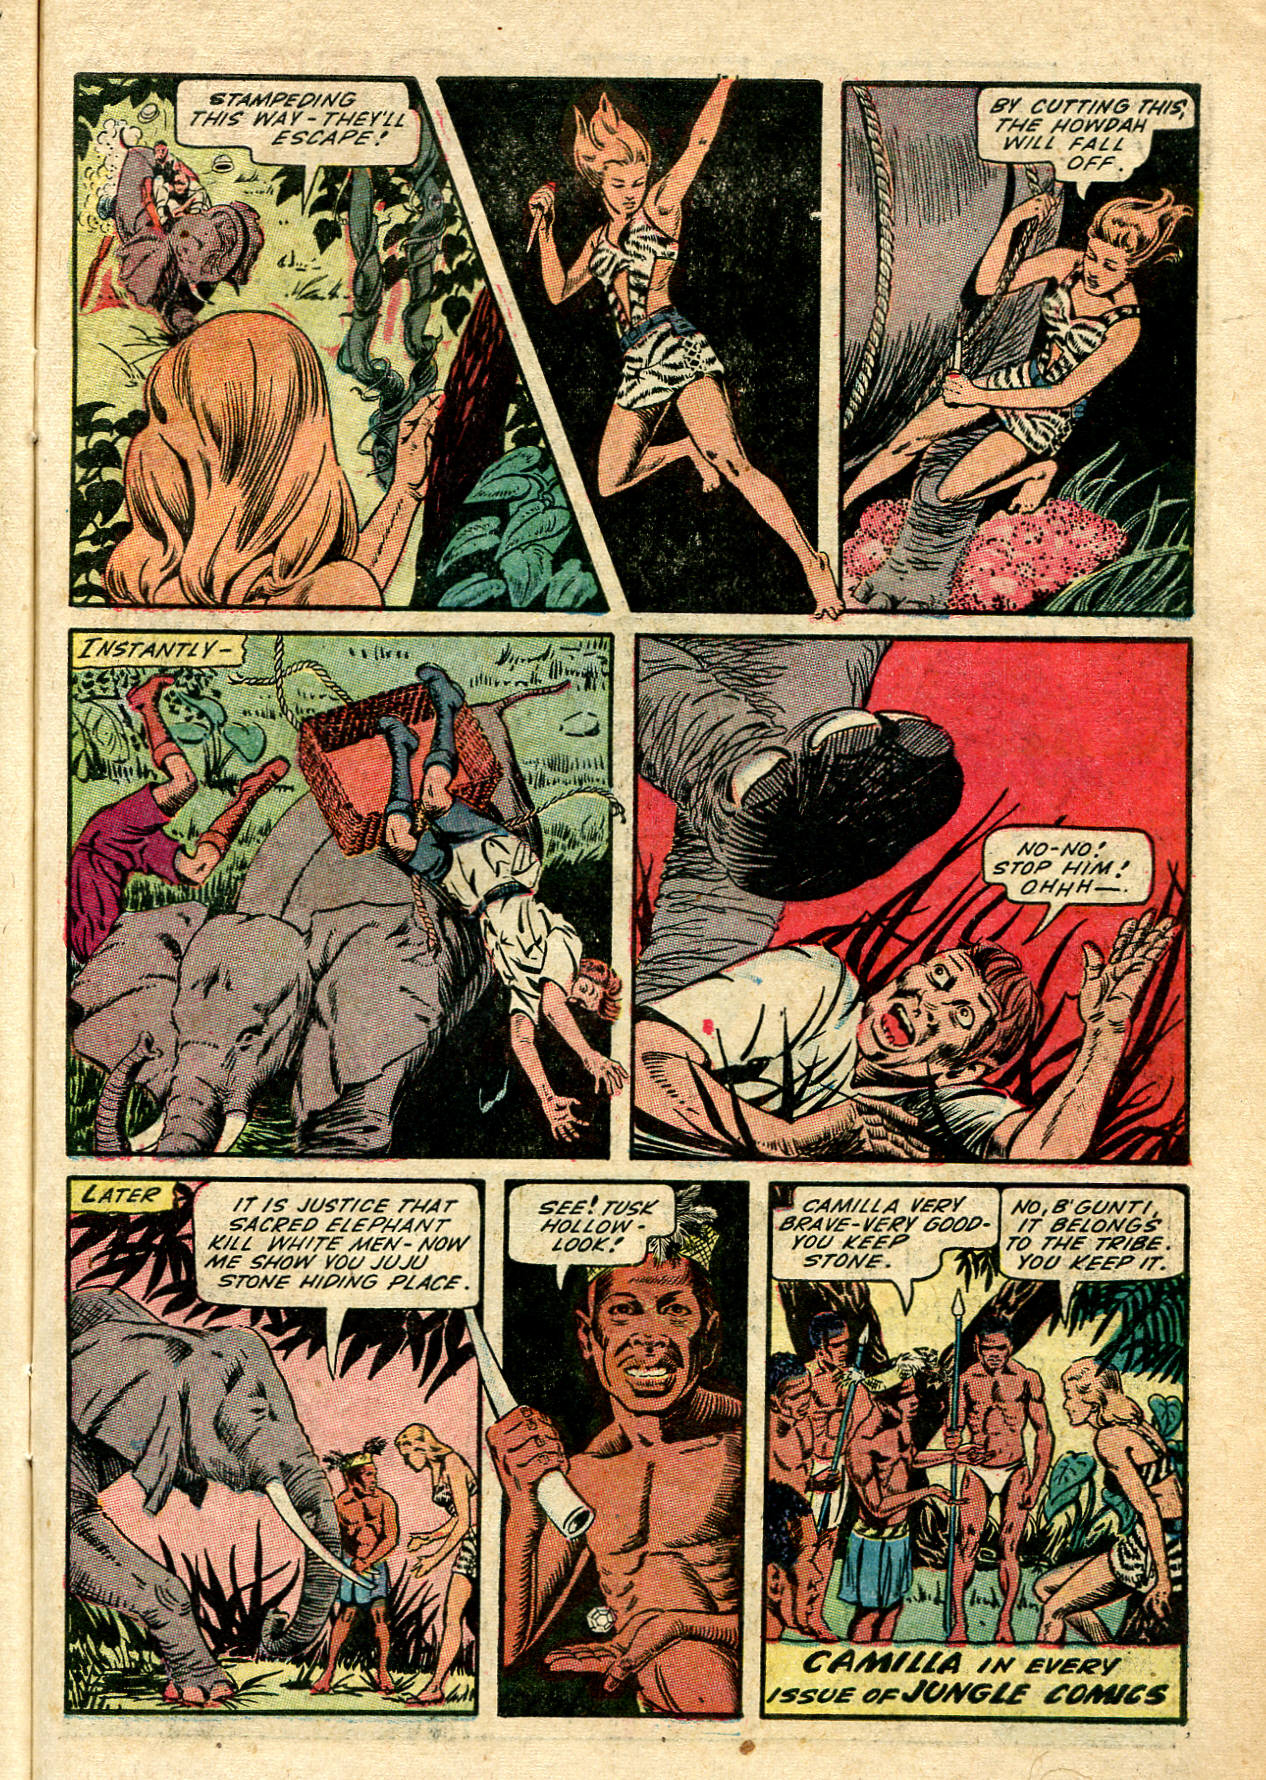 STAMPEDING
THIS WAY - THEY'LL
ESCAPE!
BY CUTTING THIS,
THE HOWDAH
WILL FALL
OFF.
INSTANTLY -
NO-NO!
STOP HIM!
OHHH -.
LATER
IT IS JUSTICE THAT
SACRED ELEPHANT
KILL WHITE MEN - NOW
ME SHOW YOU JUJU
STONE HIDING PLACE.
SEE! TUSK
HOLLOW -
LOOK!
CAMILLA VERY
BRAVE - VERY GOOD -
YOU KEEP
STONE.
NO, B'GUNTI,
IT BELONGS
TO THE TRIBE.
YOU KEEP IT.
CAMILLA IN EVERY
ISSUE OF JUNGLE COMICS